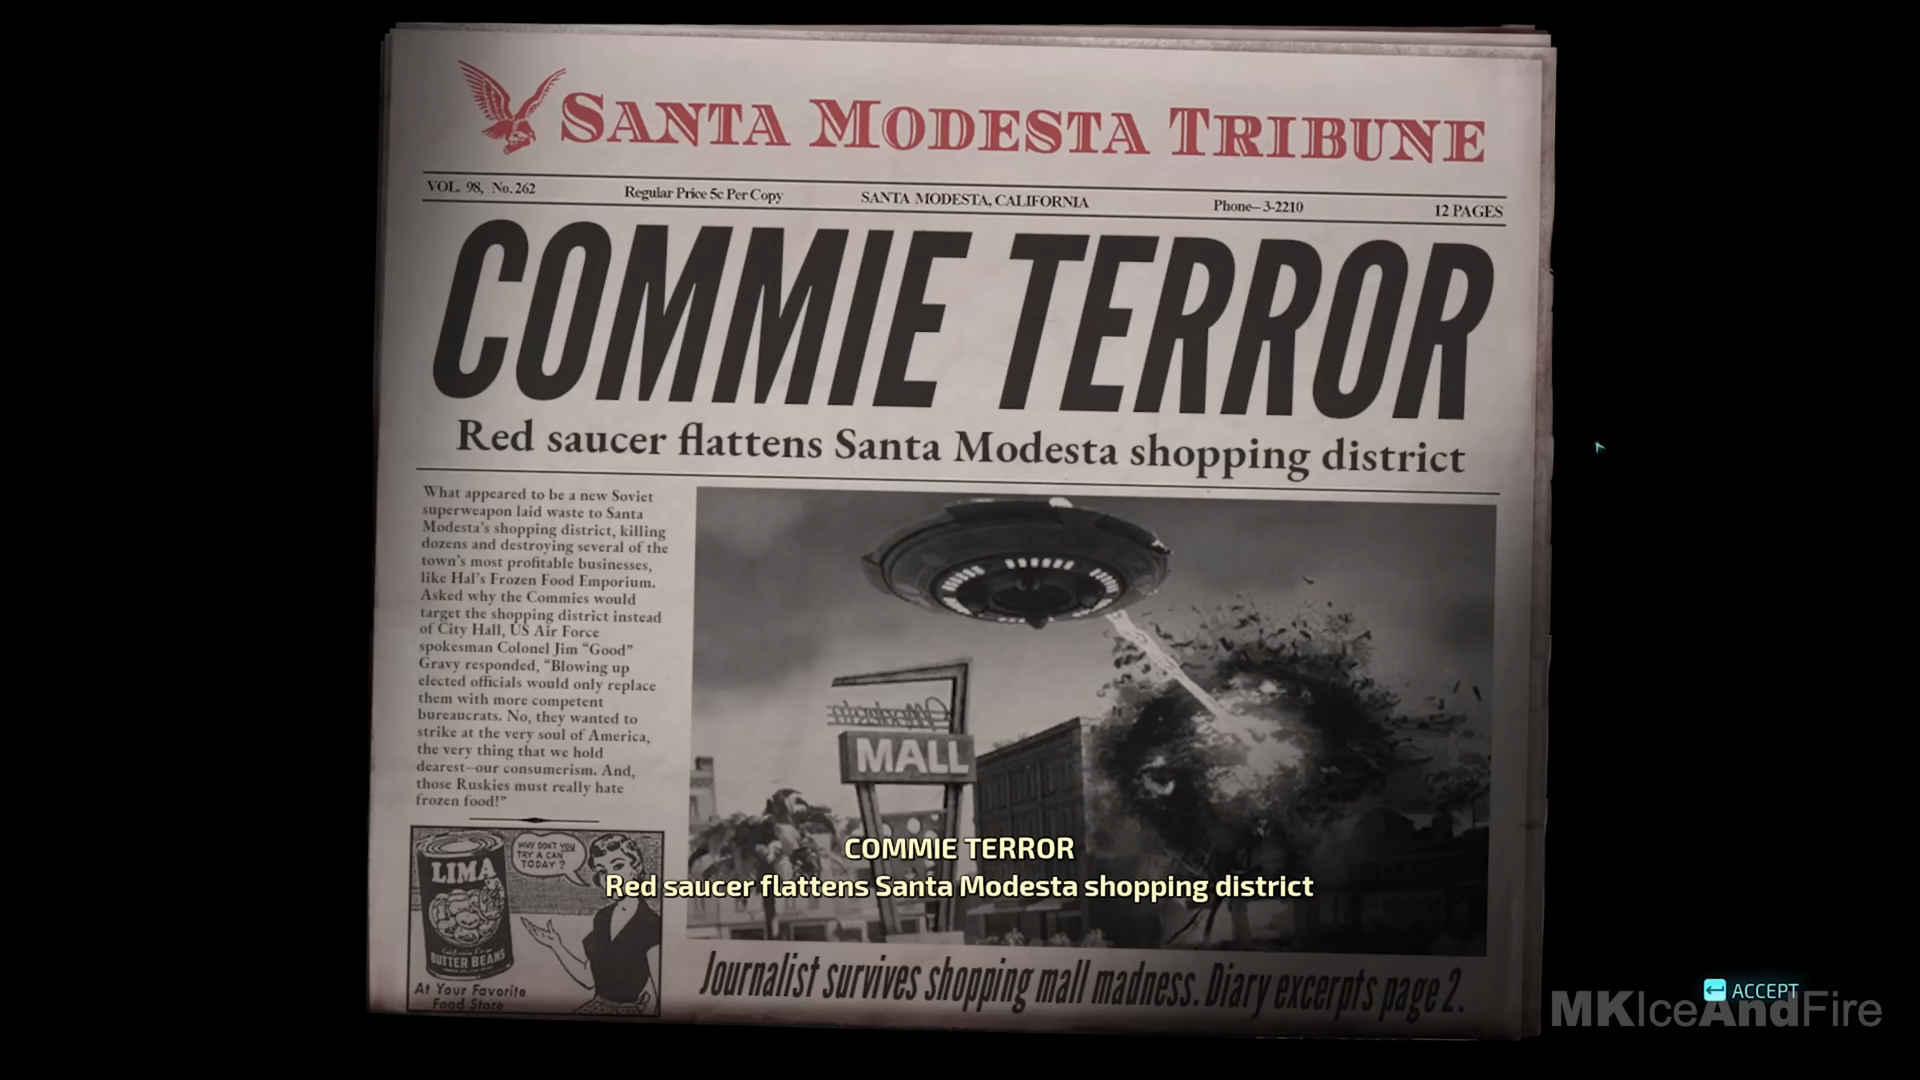 SANTA MODESTA TRIBUNE
VOL. 98, No. 262 Regular Price 5c Per Copy SANTA MODESTA, CALIFORNIA Phone–3-2210 12 PAGES
COMMIE TERROR
Red saucer flattens Santa Modesta shopping district
What appeared to be a new Soviet
superweapon laid waste to Santa
Modesta's shopping district, killing
dozens and destroying several of the
town's most profitable businesses,
like Hal's Frozen Food Emporium.
Asked why the Commies would
target the shopping district instead
of City Hall, US Air Force
spokesman Colonel Jim “Good”
Gravy responded, “Blowing up
elected officials would only replace
them with more competent
bureaucrats. No, they wanted to
strike at the very soul of America,
the very thing that we hold
dearest–our consumerism. And,
those Ruskies must really hate
frozen food!”
MALL
LIMA
BUTTER BEANS
WHY DON'T YOU
TRY A CAN
TODAY?
At Your Favorite
Food Store
COMMIE TERROR
Red saucer flattens Santa Modesta shopping district
Journalist survives shopping mall madness. Diary excerpts page 2.
ACCEPT
MKIceAndFire